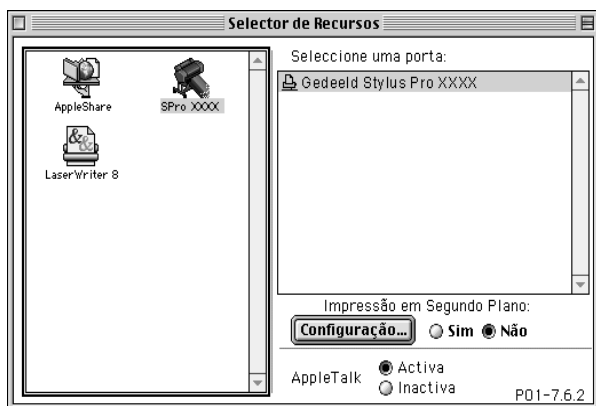 Selector de Recursos
AppleShare
SPro XXXX
LaserWriter 8
Seleccione uma porta:
Gedeeld Stylus Pro XXXX
Impressão em Segundo Plano:
Configuração...
Sim
Não
AppleTalk
Activa
Inactiva
P01-7.6.2